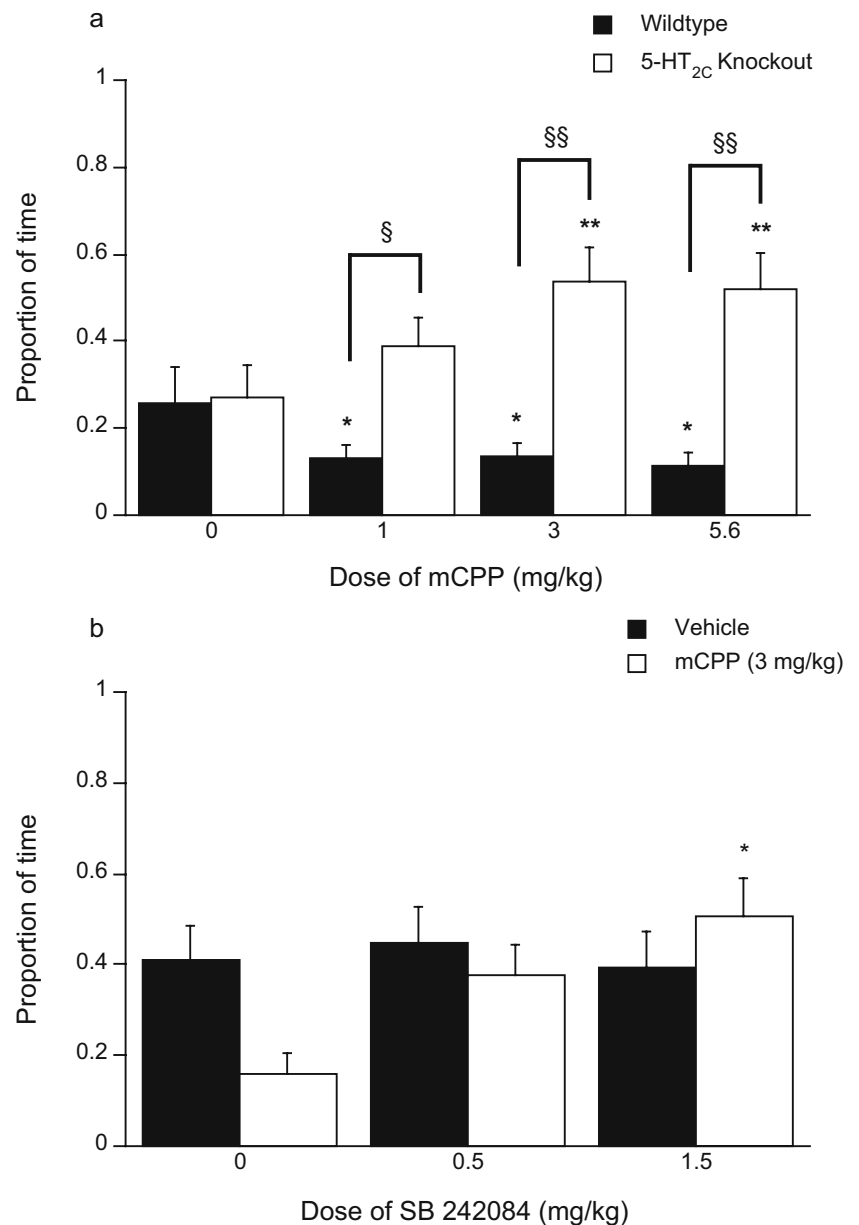 a
Wildtype
5-HT2C Knockout
1
0.8
0.6
0.4
0.2
0
Proportion of time
§
§§
§§
*
*
**
*
**
0
1
3
5.6
Dose of mCPP (mg/kg)
b
Vehicle
mCPP (3 mg/kg)
1
0.8
0.6
0.4
0.2
0
Proportion of time
*
0
0.5
1.5
Dose of SB 242084 (mg/kg)